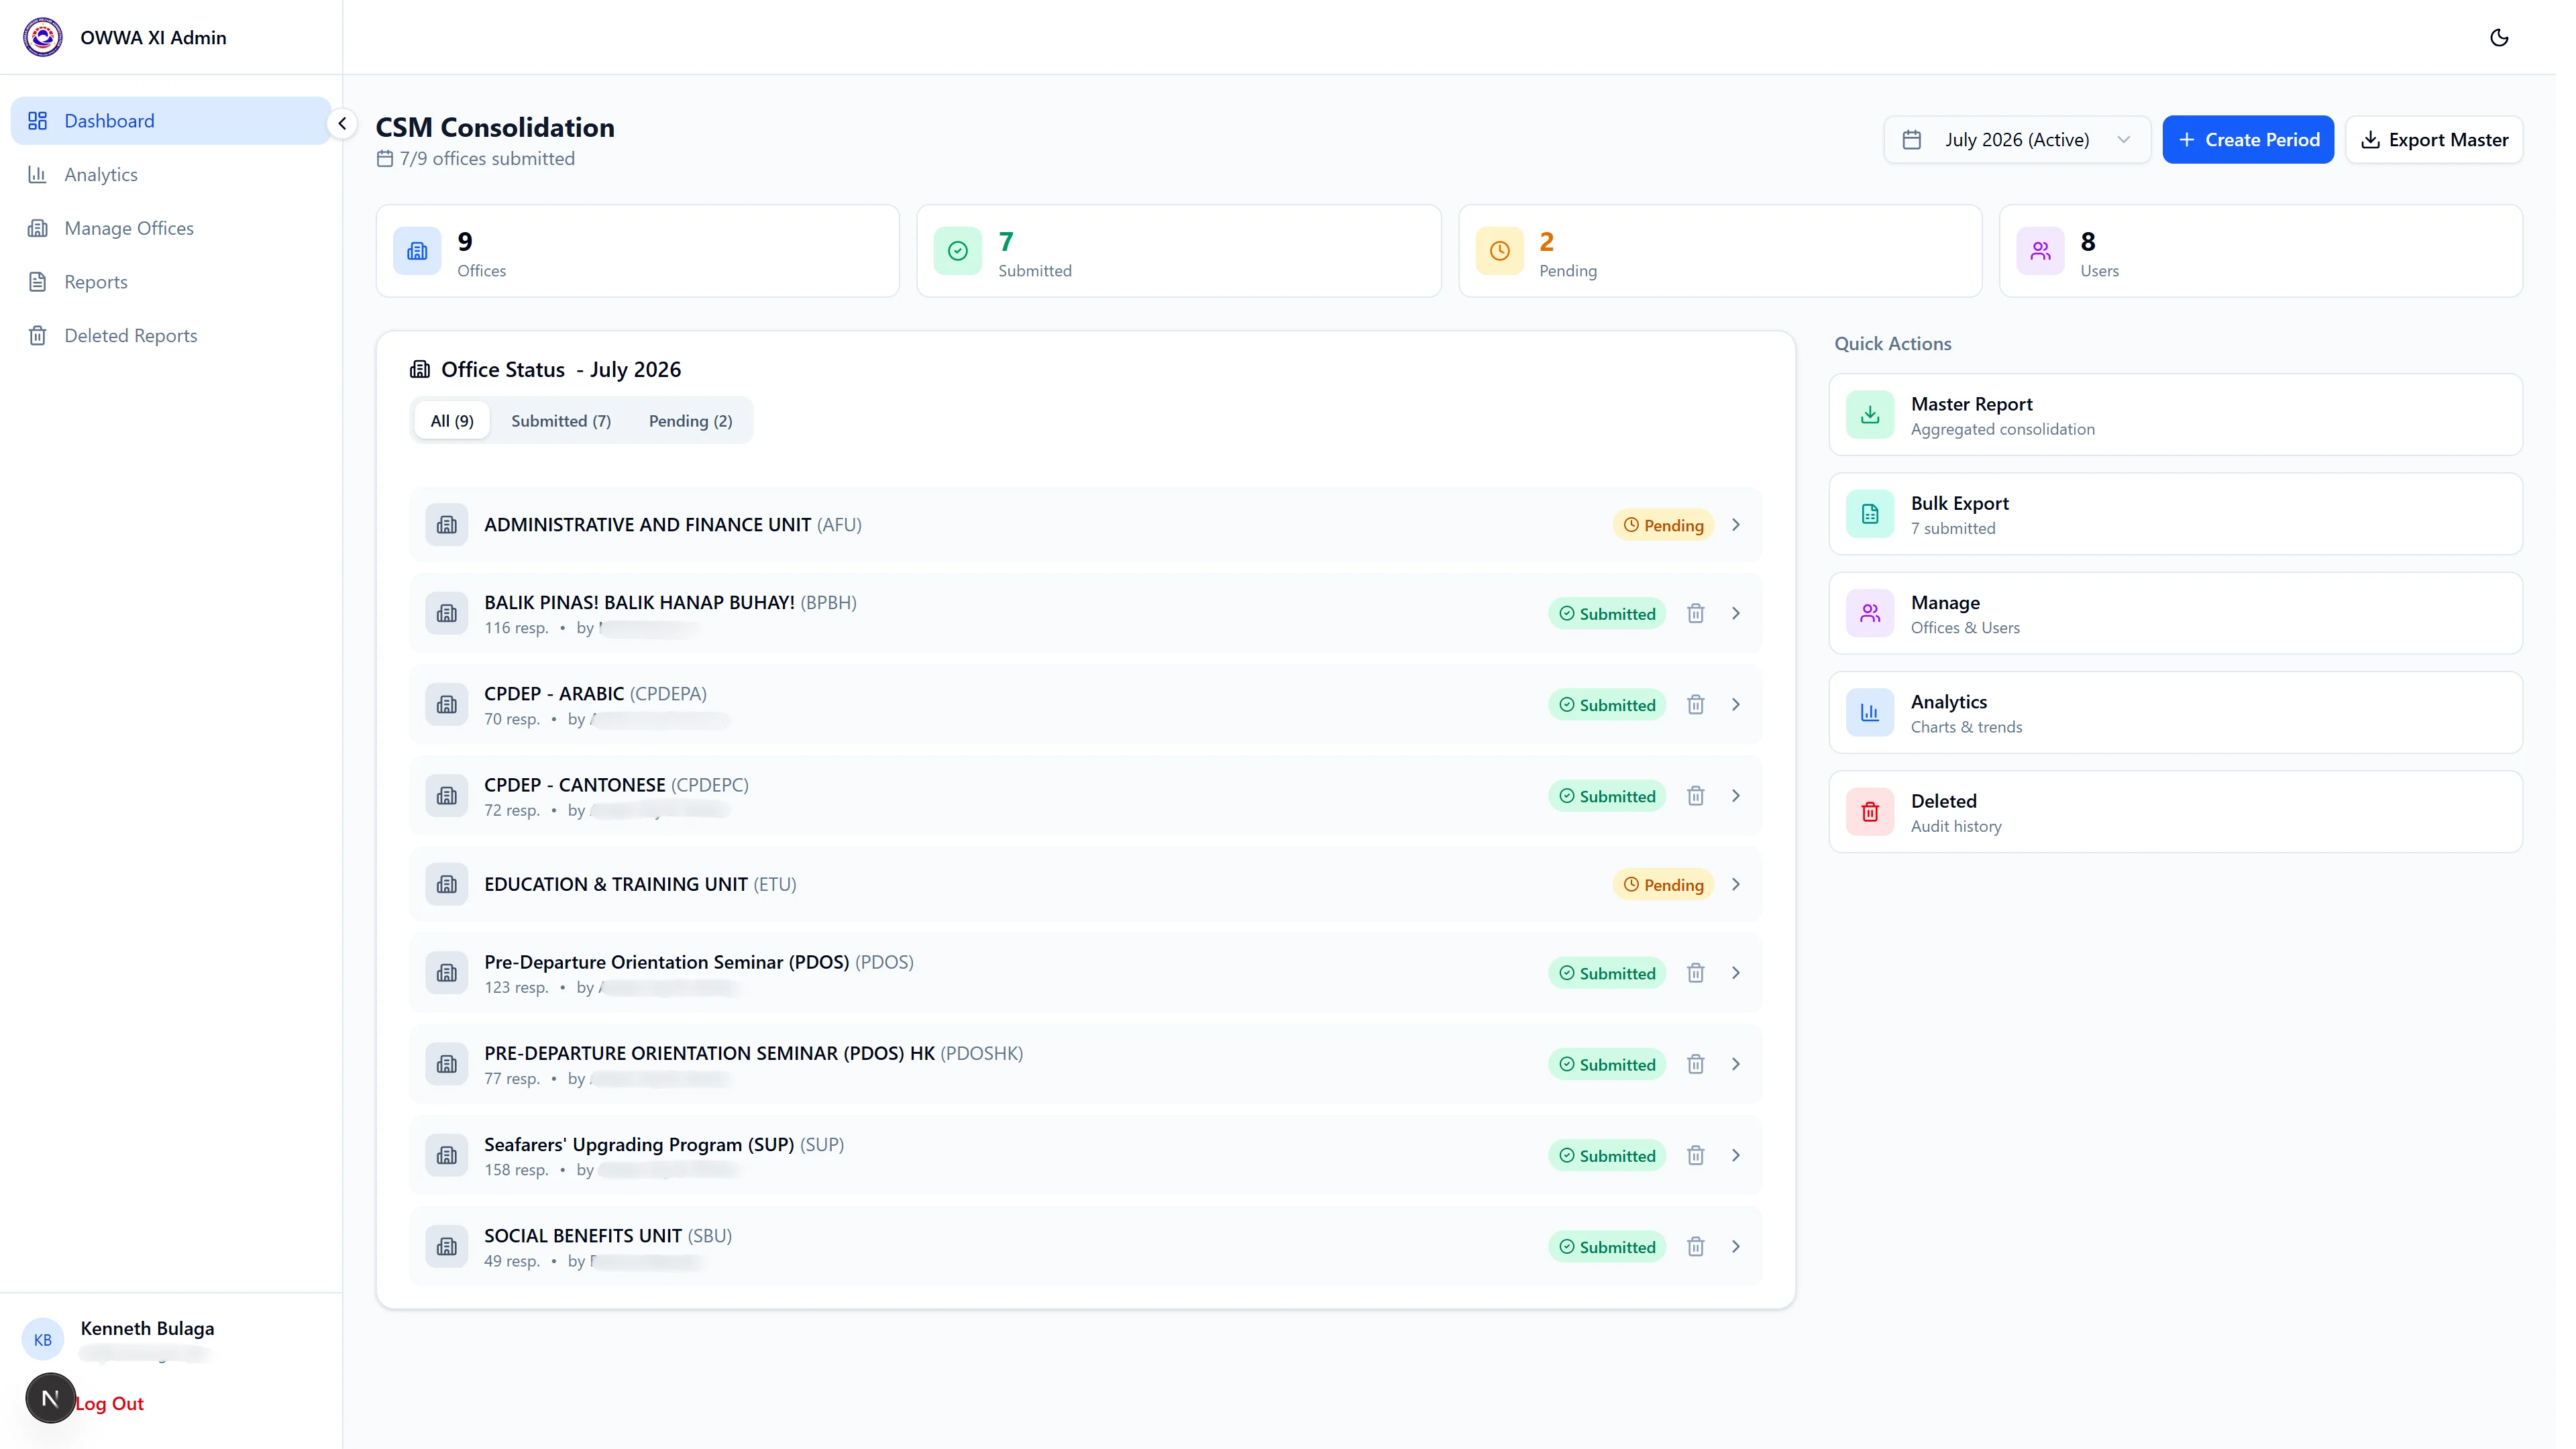 OWWA XI Admin
Dashboard
Analytics
Manage Offices
Reports
Deleted Reports
Kenneth Bulaga
KB
N
Log Out
CSM Consolidation
7/9 offices submitted
July 2026 (Active)
Create Period
Export Master
9
Offices
7
Submitted
2
Pending
8
Users
Office Status - July 2026
All (9)
Submitted (7)
Pending (2)
ADMINISTRATIVE AND FINANCE UNIT (AFU)
Pending
BALIK PINAS! BALIK HANAP BUHAY! (BPBH)
116 resp. • by
Submitted
CPDEP - ARABIC (CPDEPA)
70 resp. • by
Submitted
CPDEP - CANTONESE (CPDEPC)
72 resp. • by
Submitted
EDUCATION & TRAINING UNIT (ETU)
Pending
Pre-Departure Orientation Seminar (PDOS) (PDOS)
123 resp. • by
Submitted
PRE-DEPARTURE ORIENTATION SEMINAR (PDOS) HK (PDOSHK)
77 resp. • by
Submitted
Seafarers' Upgrading Program (SUP) (SUP)
158 resp. • by
Submitted
SOCIAL BENEFITS UNIT (SBU)
49 resp. • by
Submitted
Quick Actions
Master Report
Aggregated consolidation
Bulk Export
7 submitted
Manage
Offices & Users
Analytics
Charts & trends
Deleted
Audit history